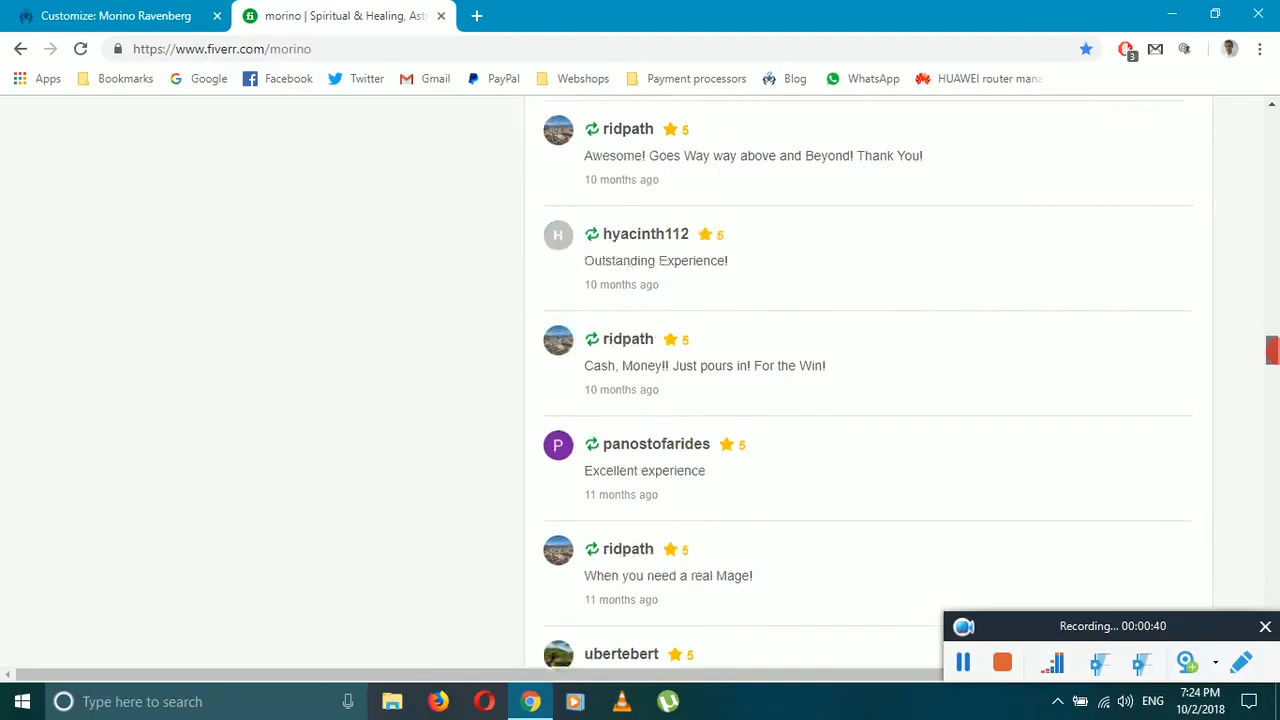 Customize: Morino Ravenberg
morino | Spiritual & Healing, Ast
https://www.fiverr.com/morino
3
Apps
Bookmarks
Google
Facebook
Twitter
Gmail
PayPal
Webshops
Payment processors
Blog
WhatsApp
HUAWEI router mana
ridpath 5
Awesome! Goes Way way above and Beyond! Thank You!
10 months ago
H
hyacinth112 5
Outstanding Experience!
10 months ago
ridpath 5
Cash, Money!! Just pours in! For the Win!
10 months ago
P
panostofarides 5
Excellent experience
11 months ago
ridpath 5
When you need a real Mage!
11 months ago
ubertebert 5
Recording... 00:00:40
Type here to search
ENG
7:24 PM
10/2/2018